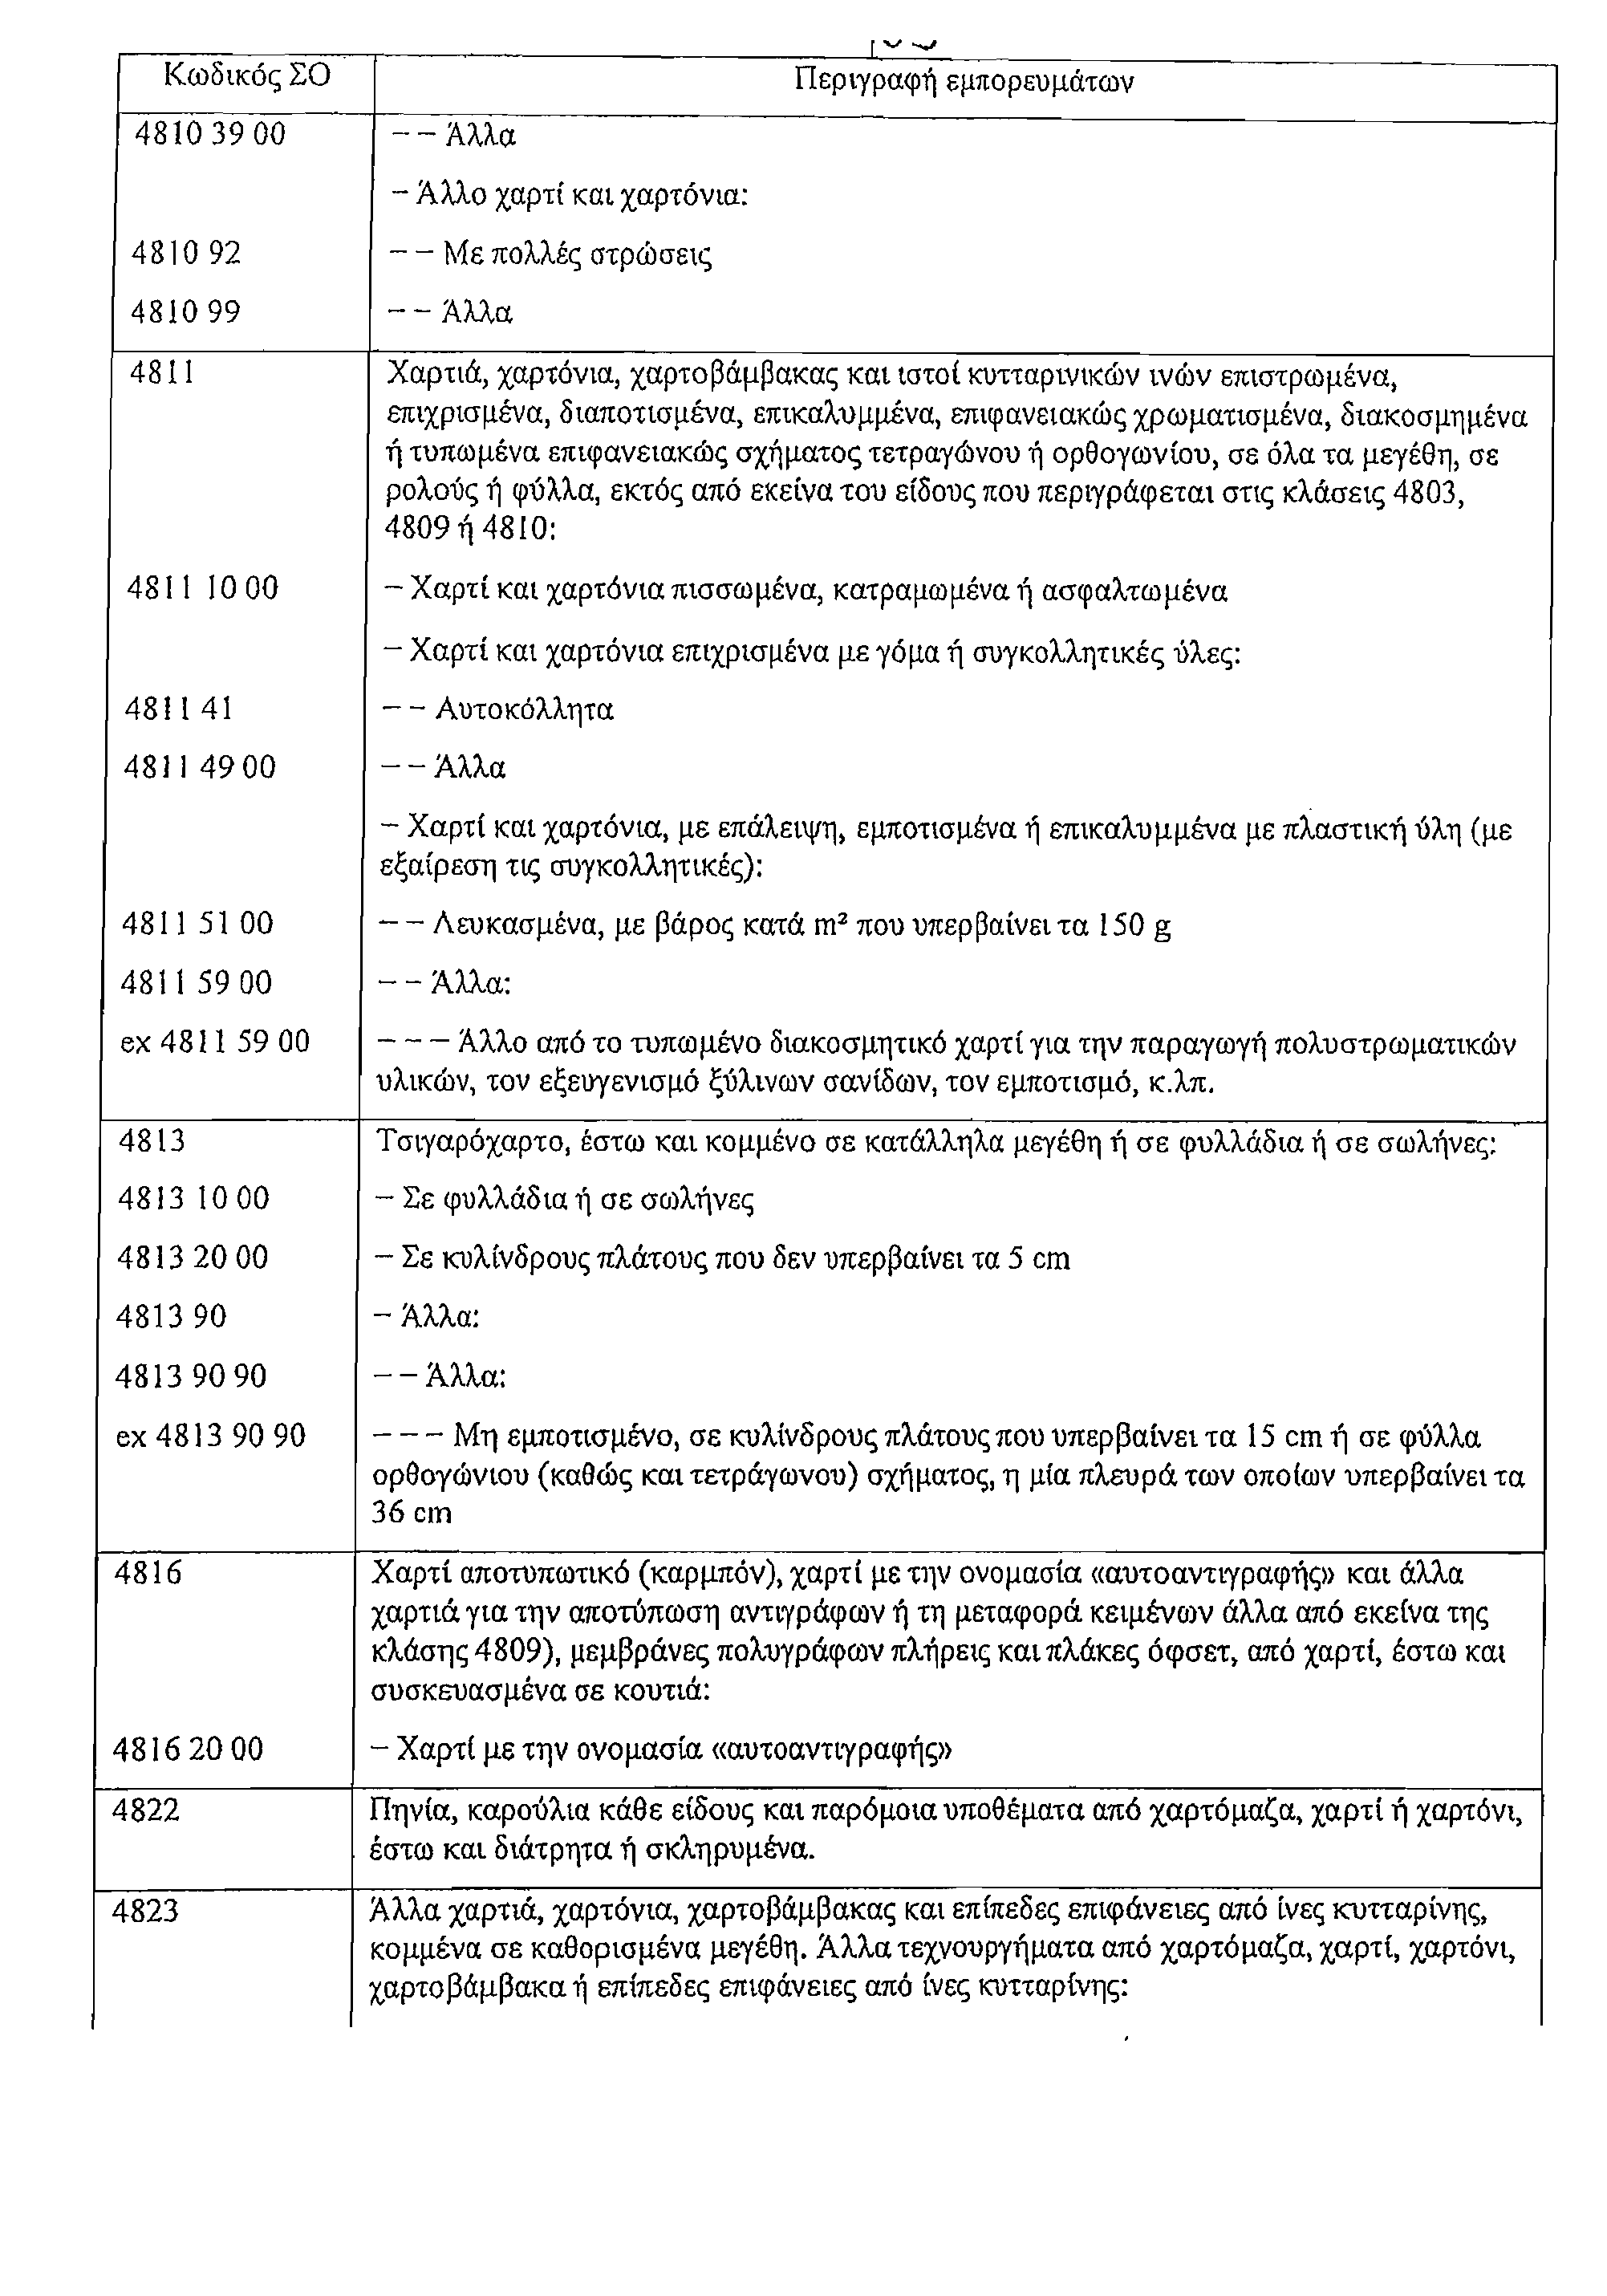 Κωδικός ΣΟ Περιγραφή εμπορευμάτων
4810 39 00 – – Άλλα
– Άλλο χαρτί και χαρτόνια:
4810 92 – – Με πολλές στρώσεις
4810 99 – – Άλλα
4811 Χαρτιά, χαρτόνια, χαρτοβάμβακας και ιστοί κυτταρινικών ινών επιστρωμένα,
επιχρισμένα, διαποτισμένα, επικαλυμμένα, επιφανειακώς χρωματισμένα, διακοσμημένα
ή τυπωμένα επιφανειακώς σχήματος τετραγώνου ή ορθογωνίου, σε όλα τα μεγέθη, σε
ρολούς ή φύλλα, εκτός από εκείνα του είδους που περιγράφεται στις κλάσεις 4803,
4809 ή 4810:
4811 10 00 – Χαρτί και χαρτόνια πισσωμένα, κατραμωμένα ή ασφαλτωμένα
– Χαρτί και χαρτόνια επιχρισμένα με γόμα ή συγκολλητικές ύλες:
4811 41 – – Αυτοκόλλητα
4811 49 00 – – Άλλα
– Χαρτί και χαρτόνια, με επάλειψη, εμποτισμένα ή επικαλυμμένα με πλαστική ύλη (με
εξαίρεση τις συγκολλητικές):
4811 51 00 – – Λευκασμένα, με βάρος κατά m² που υπερβαίνει τα 150 g
4811 59 00 – – Άλλα:
ex 4811 59 00 – – – Άλλο από το τυπωμένο διακοσμητικό χαρτί για την παραγωγή πολυστρωματικών
υλικών, τον εξευγενισμό ξύλινων σανίδων, τον εμποτισμό, κ.λπ.
4813 Τσιγαρόχαρτο, έστω και κομμένο σε κατάλληλα μεγέθη ή σε φυλλάδια ή σε σωλήνες:
4813 10 00 – Σε φυλλάδια ή σε σωλήνες
4813 20 00 – Σε κυλίνδρους πλάτους που δεν υπερβαίνει τα 5 cm
4813 90 – Άλλα:
4813 90 90 – – Άλλα:
ex 4813 90 90 – – – Μη εμποτισμένο, σε κυλίνδρους πλάτους που υπερβαίνει τα 15 cm ή σε φύλλα
ορθογώνιου (καθώς και τετράγωνου) σχήματος, η μία πλευρά των οποίων υπερβαίνει τα
36 cm
4816 Χαρτί αποτυπωτικό (καρμπόν), χαρτί με την ονομασία «αυτοαντιγραφής» και άλλα
χαρτιά για την αποτύπωση αντιγράφων ή τη μεταφορά κειμένων άλλα από εκείνα της
κλάσης 4809), μεμβράνες πολυγράφων πλήρεις και πλάκες όφσετ, από χαρτί, έστω και
συσκευασμένα σε κουτιά:
4816 20 00 – Χαρτί με την ονομασία «αυτοαντιγραφής»
4822 Πηνία, καρούλια κάθε είδους και παρόμοια υποθέματα από χαρτόμαζα, χαρτί ή χαρτόνι,
έστω και διάτρητα ή σκληρυμένα.
4823 Άλλα χαρτιά, χαρτόνια, χαρτοβάμβακας και επίπεδες επιφάνειες από ίνες κυτταρίνης,
κομμένα σε καθορισμένα μεγέθη. Άλλα τεχνουργήματα από χαρτόμαζα, χαρτί, χαρτόνι,
χαρτοβάμβακα ή επίπεδες επιφάνειες από ίνες κυτταρίνης: